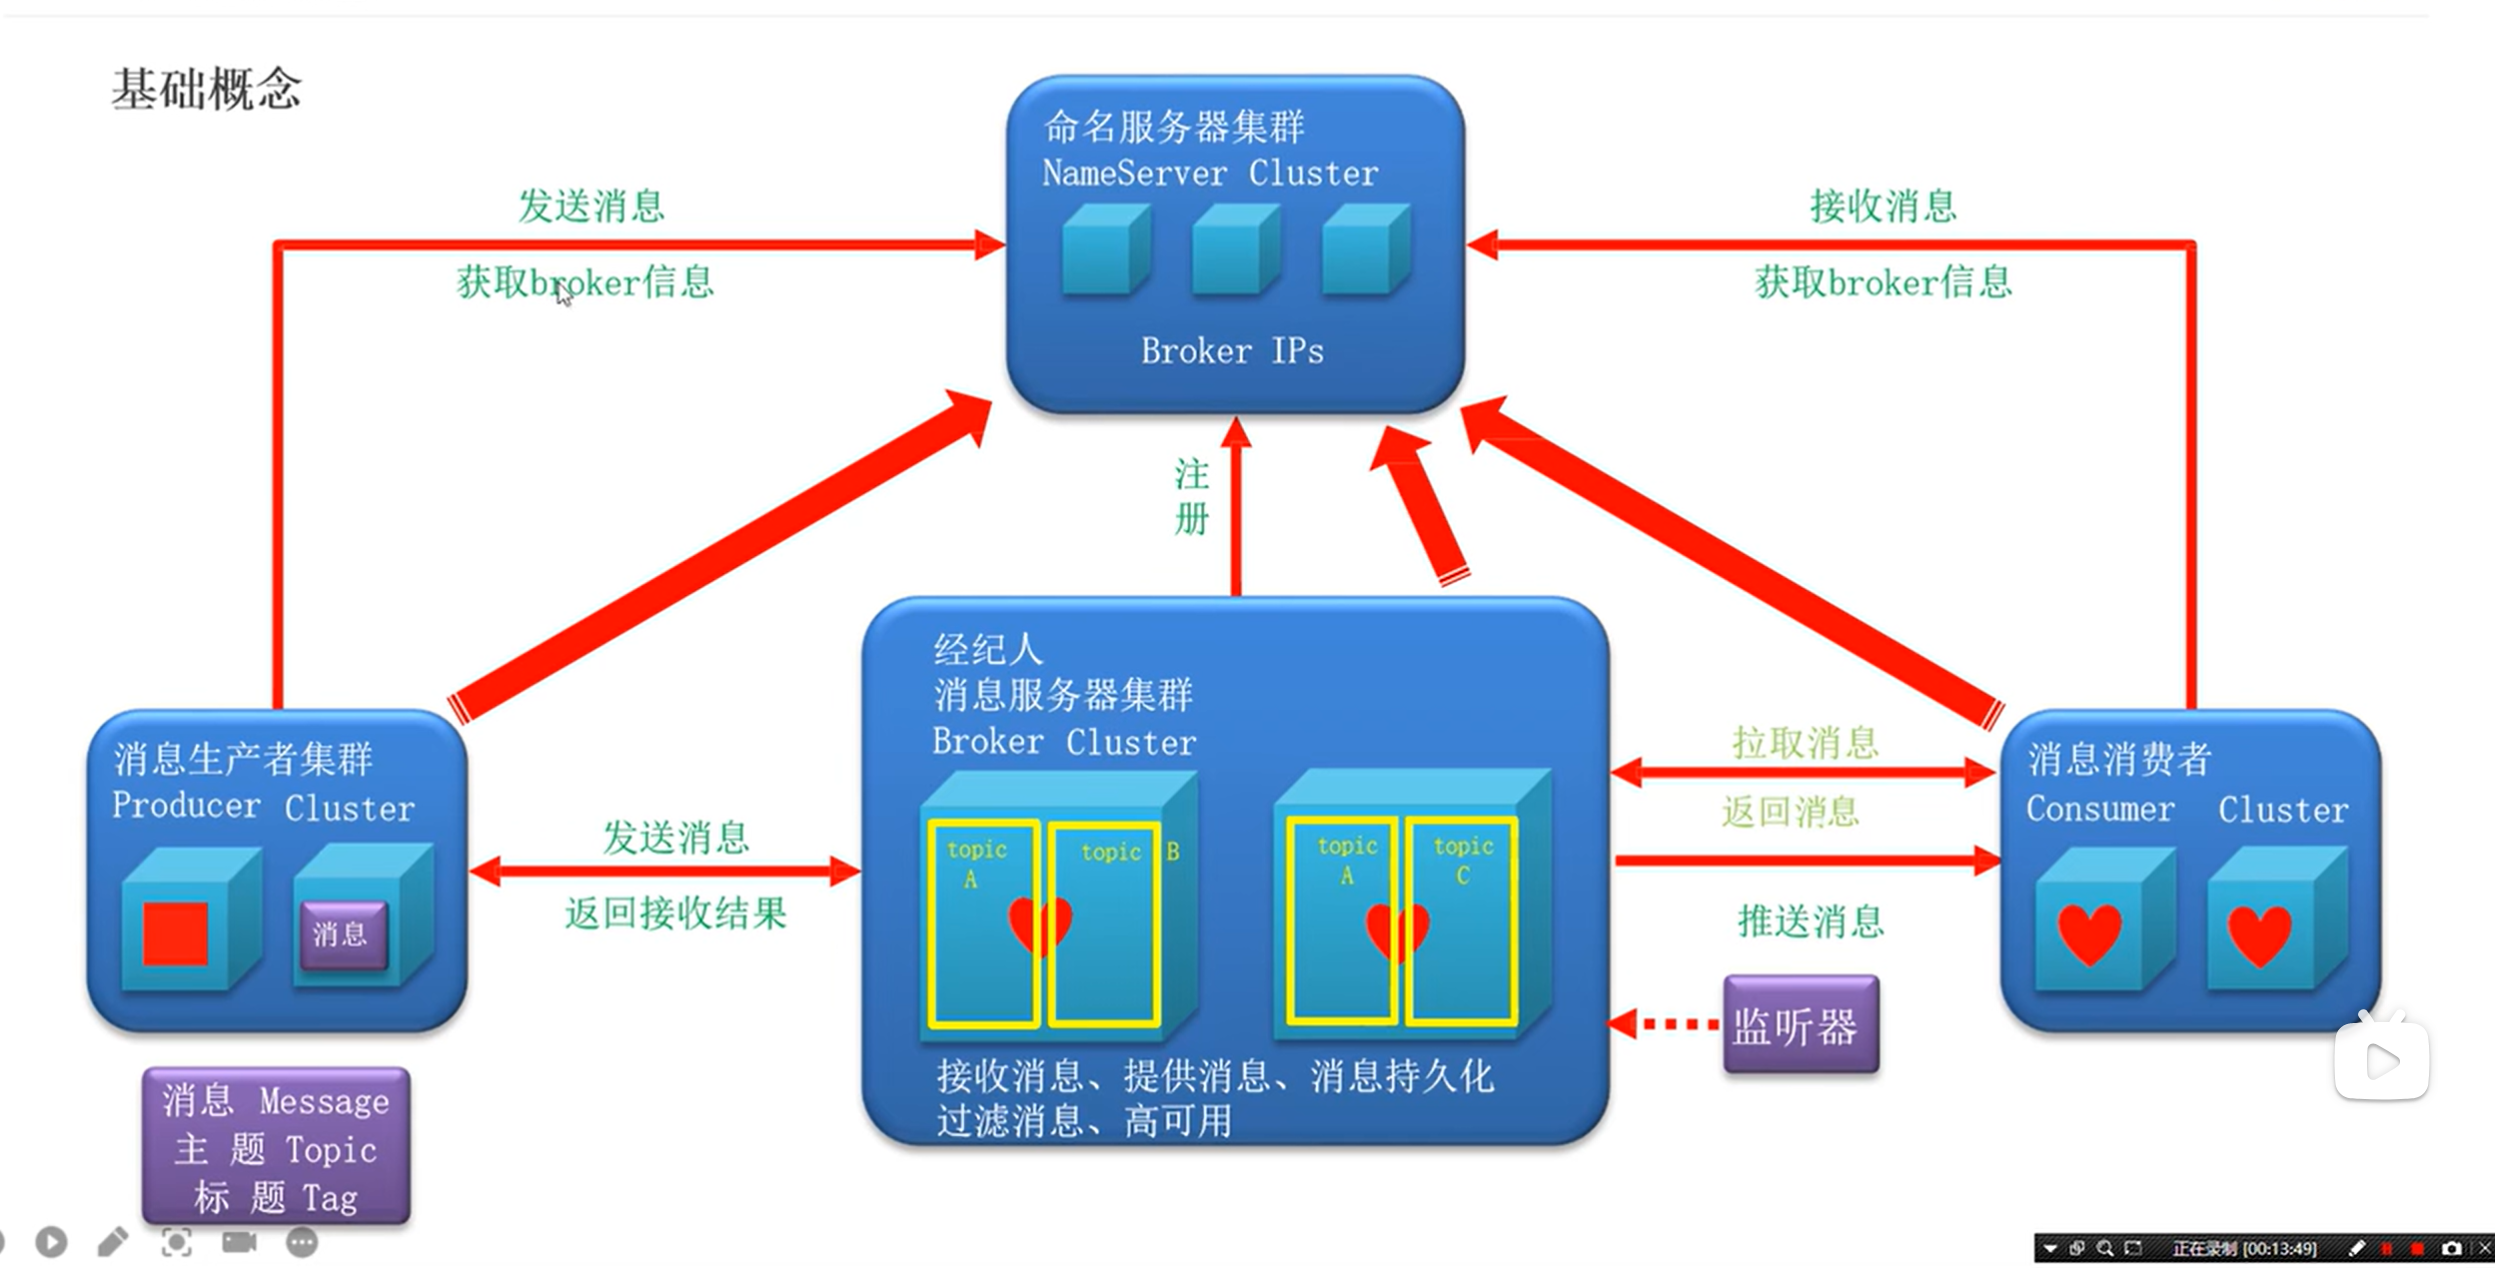 基础概念
命名服务器集群
NameServer Cluster
Broker IPs
发送消息
获取broker信息
接收消息
获取broker信息
注
册
经纪人
消息服务器集群
Broker Cluster
topic
A
topic B
topic
A
topic
C
接收消息、提供消息、消息持久化
过滤消息、高可用
消息生产者集群
Producer Cluster
消息
发送消息
返回接收结果
拉取消息
返回消息
推送消息
监听器
消息消费者
Consumer Cluster
消息 Message
主 题 Topic
标 题 Tag
正在录制 [00:13:49]